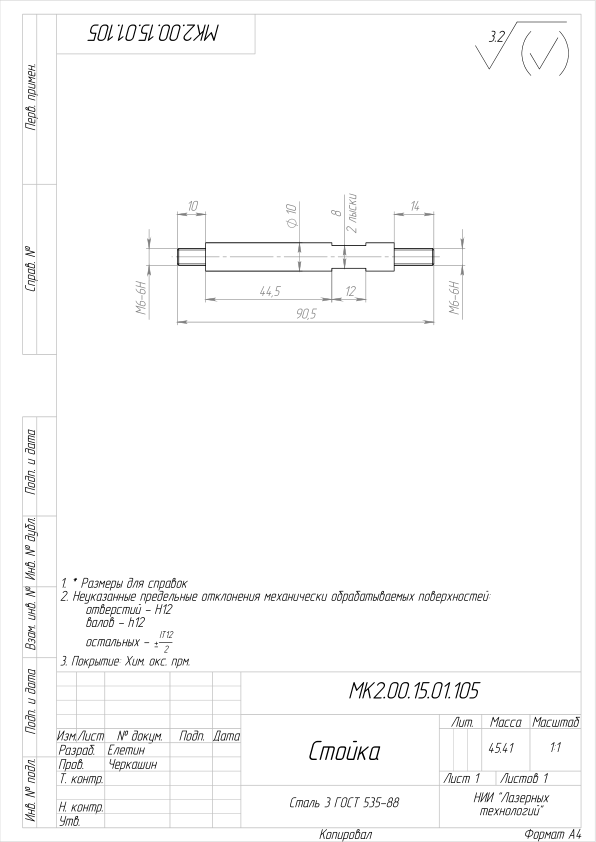 МК2.00.15.01.105
3.2
Перв. примен.
Справ. №
10
Ф 10
8
2 лыски
14
М6-6Н
44,5
12
М6-6Н
90,5
Подп. и дата
Инв. № дубл.
Взам. инв. №
Подп. и дата
Инв. № подл.
1. * Размеры для справок
2. Неуказанные предельные отклонения механически обрабатываемых поверхностей:
отверстий - Н12
валов - h12
остальных - ± IT12/2
3. Покрытие: Хим. окс. прм.
МК2.00.15.01.105
Изм. Лист № докум. Подп. Дата
Разраб. Елетин
Пров. Черкашин
Т. контр.
Н. контр.
Утв.
Стойка
Лит. Масса Масштаб
45.41 1:1
Лист 1 Листов 1
Сталь 3 ГОСТ 535-88
НИИ "Лазерных
технологий"
Копировал Формат А4